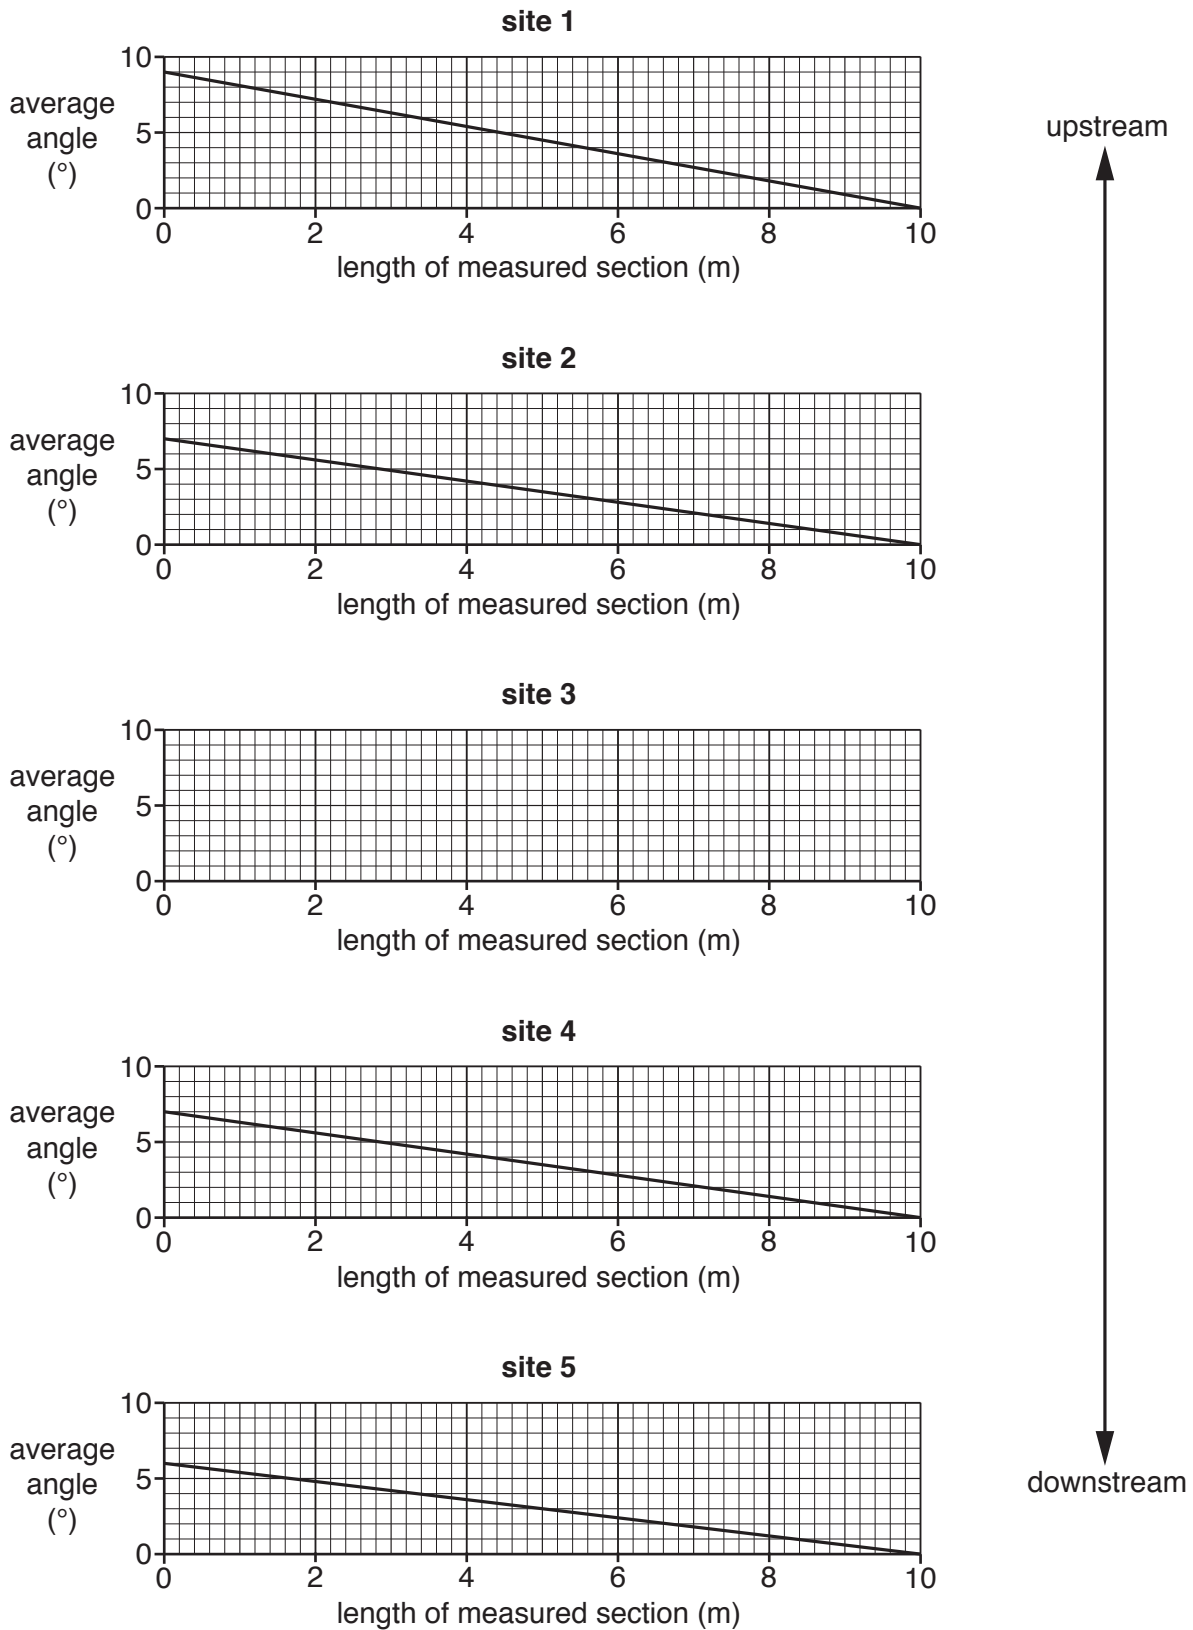 site 1
10
average
angle
(°)
5
0
0 2 4 6 8 10
length of measured section (m)
upstream
site 2
10
average
angle
(°)
5
0
0 2 4 6 8 10
length of measured section (m)
site 3
10
average
angle
(°)
5
0
0 2 4 6 8 10
length of measured section (m)
site 4
10
average
angle
(°)
5
0
0 2 4 6 8 10
length of measured section (m)
site 5
10
average
angle
(°)
5
0
0 2 4 6 8 10
length of measured section (m)
downstream